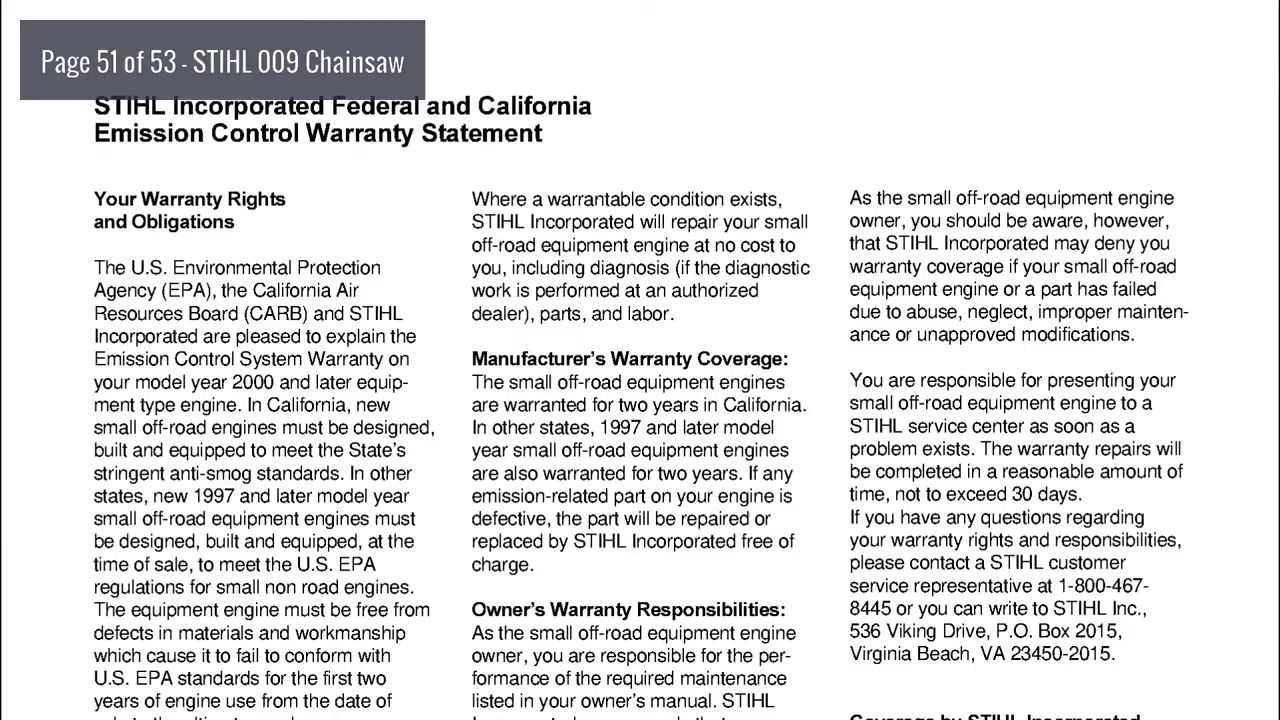 Page 51 of 53 - STIHL 009 Chainsaw
STIHL Incorporated Federal and California
Emission Control Warranty Statement
Your Warranty Rights
and Obligations
The U.S. Environmental Protection
Agency (EPA), the California Air
Resources Board (CARB) and STIHL
Incorporated are pleased to explain the
Emission Control System Warranty on
your model year 2000 and later equip-
ment type engine. In California, new
small off-road engines must be designed,
built and equipped to meet the State's
stringent anti-smog standards. In other
states, new 1997 and later model year
small off-road equipment engines must
be designed, built and equipped, at the
time of sale, to meet the U.S. EPA
regulations for small non road engines.
The equipment engine must be free from
defects in materials and workmanship
which cause it to fail to conform with
U.S. EPA standards for the first two
years of engine use from the date of
Where a warrantable condition exists,
STIHL Incorporated will repair your small
off-road equipment engine at no cost to
you, including diagnosis (if the diagnostic
work is performed at an authorized
dealer), parts, and labor.
Manufacturer's Warranty Coverage:
The small off-road equipment engines
are warranted for two years in California.
In other states, 1997 and later model
year small off-road equipment engines
are also warranted for two years. If any
emission-related part on your engine is
defective, the part will be repaired or
replaced by STIHL Incorporated free of
charge.
Owner's Warranty Responsibilities:
As the small off-road equipment engine
owner, you are responsible for the per-
formance of the required maintenance
listed in your owner's manual. STIHL
As the small off-road equipment engine
owner, you should be aware, however,
that STIHL Incorporated may deny you
warranty coverage if your small off-road
equipment engine or a part has failed
due to abuse, neglect, improper mainten-
ance or unapproved modifications.
You are responsible for presenting your
small off-road equipment engine to a
STIHL service center as soon as a
problem exists. The warranty repairs will
be completed in a reasonable amount of
time, not to exceed 30 days.
If you have any questions regarding
your warranty rights and responsibilities,
please contact a STIHL customer
service representative at 1-800-467-
8445 or you can write to STIHL Inc.,
536 Viking Drive, P.O. Box 2015,
Virginia Beach, VA 23450-2015.
Coverage by STIHL Incorporated